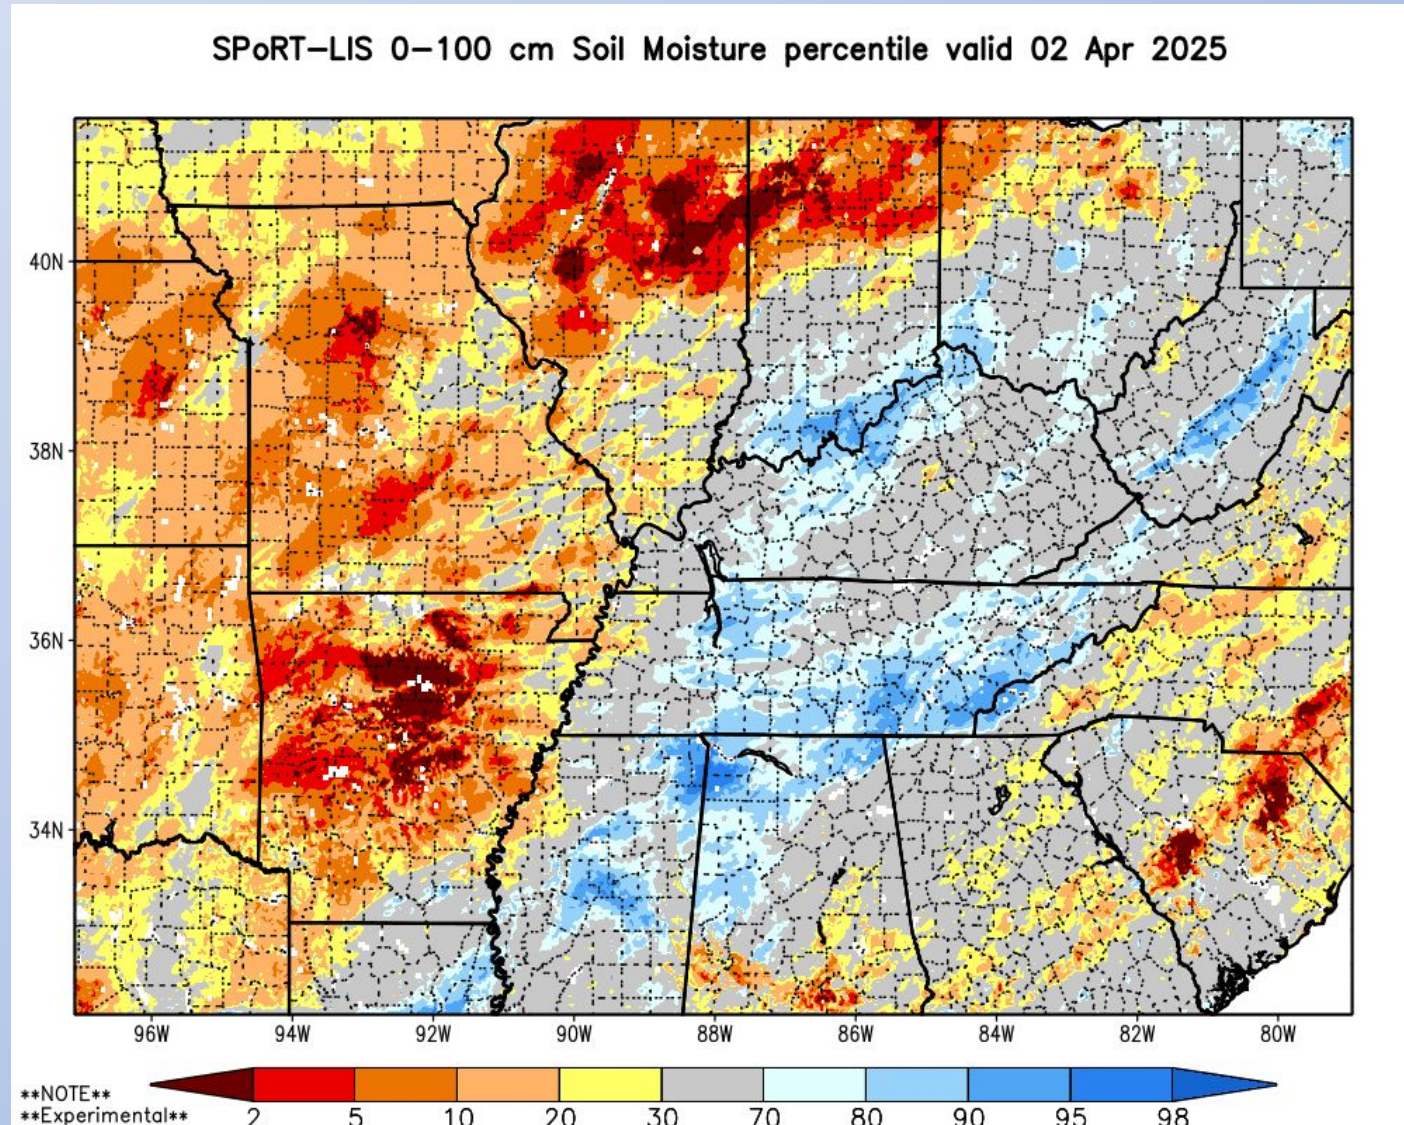 SPoRT-LIS 0-100 cm Soil Moisture percentile valid 02 Apr 2025
40N
38N
36N
34N
96W 94W 92W 90W 88W 86W 84W 82W 80W
**NOTE**
**Experimental**
2 5 10 20 30 70 80 90 95 98